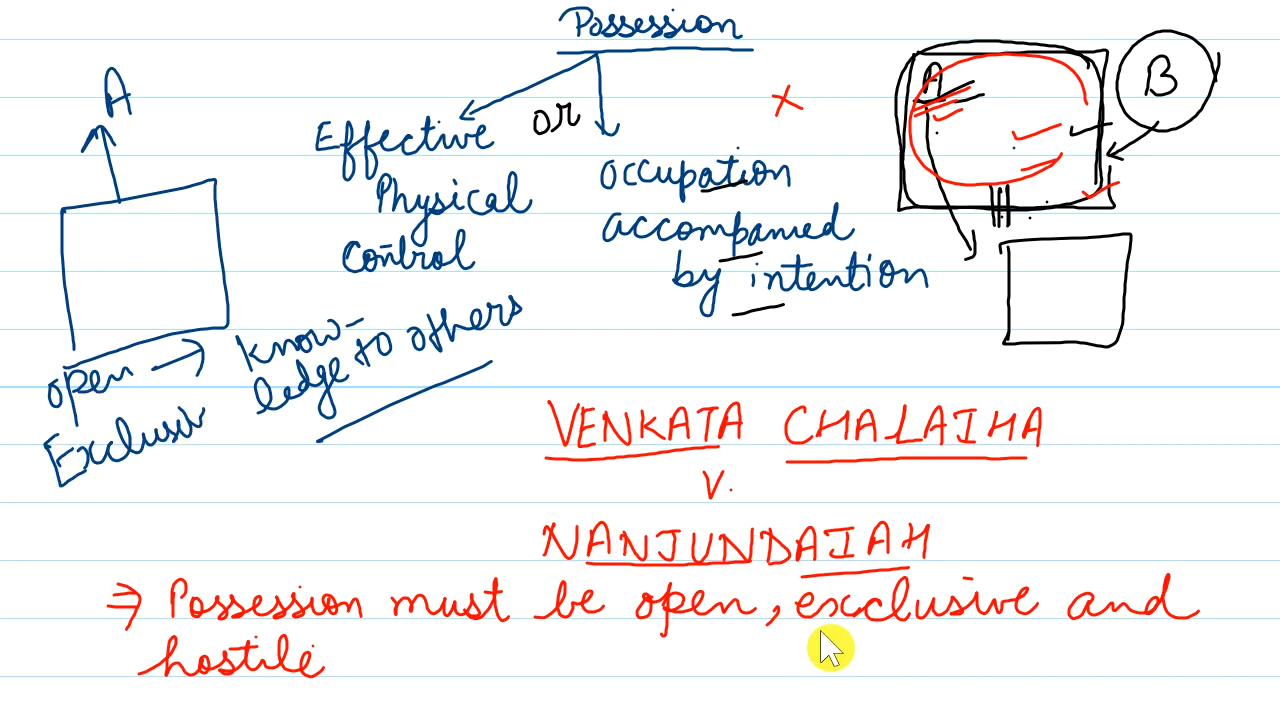 Possession
A
Effective
Physical
Control
or
occupation
accompanied
by intention
A
B
open → know-
ledge to others
Exclusiv
VENKATA CHALAIHA
V.
NANJUNDAIAH
⇒ Possession must be open, exclusive and
hostile